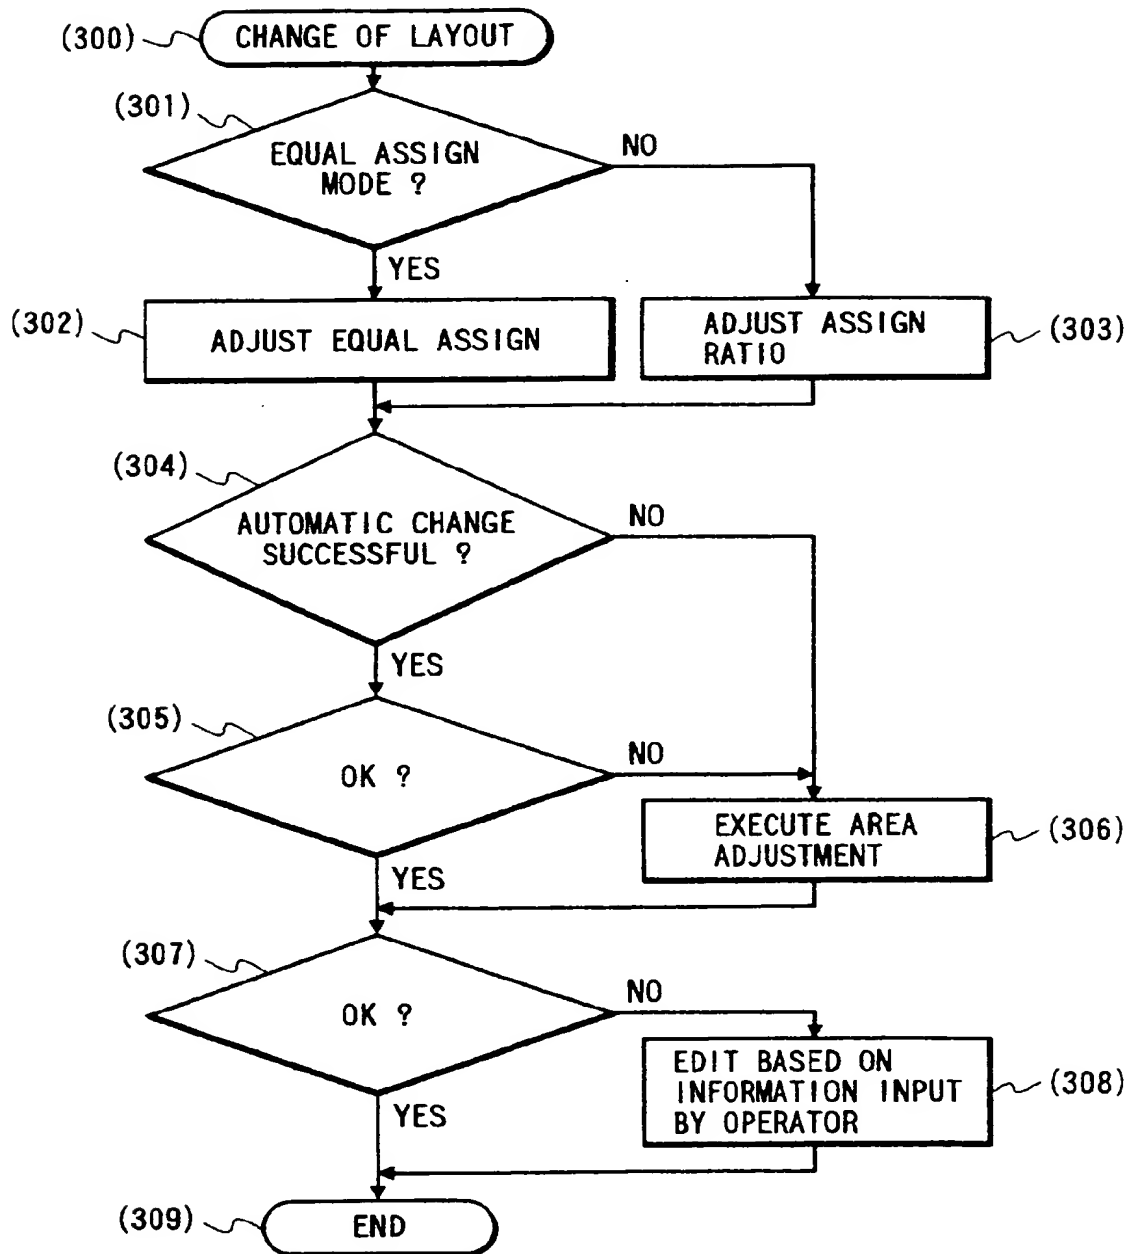 (300)
CHANGE OF LAYOUT
(301)
EQUAL ASSIGN
MODE ?
NO
YES
(302)
ADJUST EQUAL ASSIGN
ADJUST ASSIGN
RATIO
(303)
(304)
AUTOMATIC CHANGE
SUCCESSFUL ?
NO
YES
(305)
OK ?
NO
YES
EXECUTE AREA
ADJUSTMENT
(306)
(307)
OK ?
NO
YES
EDIT BASED ON
INFORMATION INPUT
BY OPERATOR
(308)
(309)
END